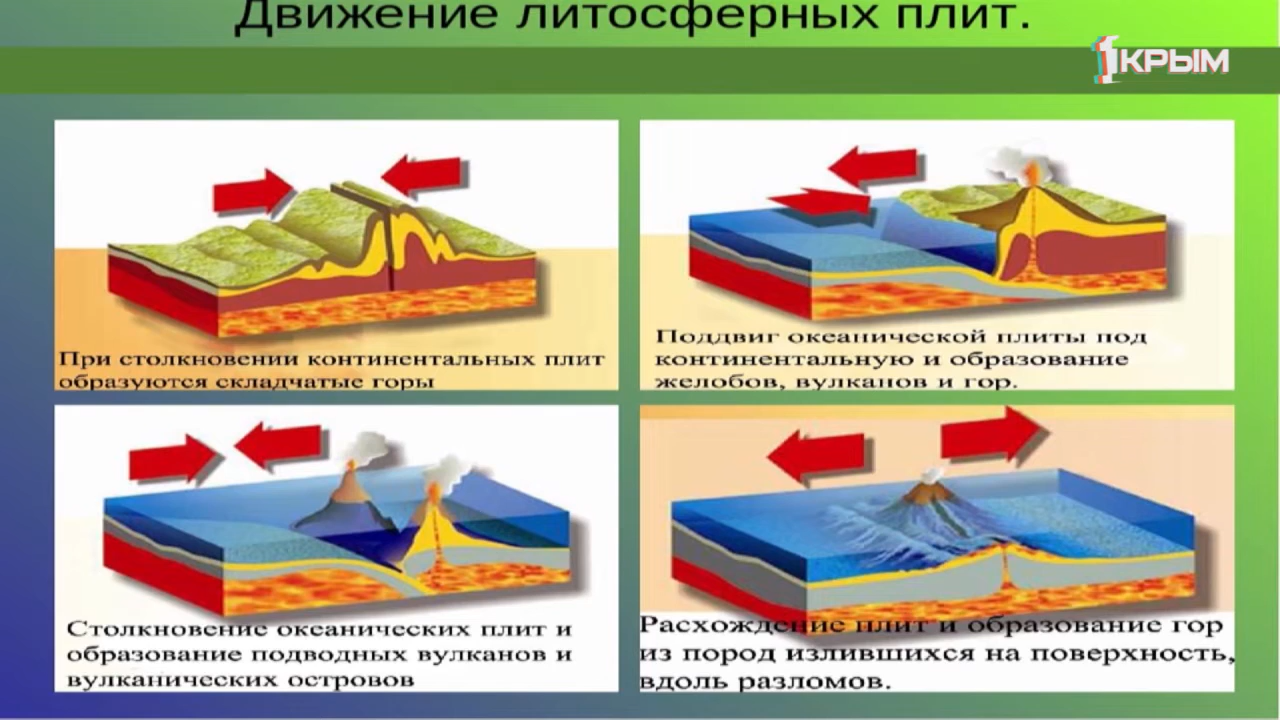 Движение литосферных плит.
1КРЫМ
При столкновении континентальных плит
образуются складчатые горы
Поддвиг океанической плиты под
континентальную и образование
желобов, вулканов и гор.
Столкновение океанических плит и
образование подводных вулканов и
вулканических островов
Расхождение плит и образование гор
из пород излившихся на поверхность,
вдоль разломов.